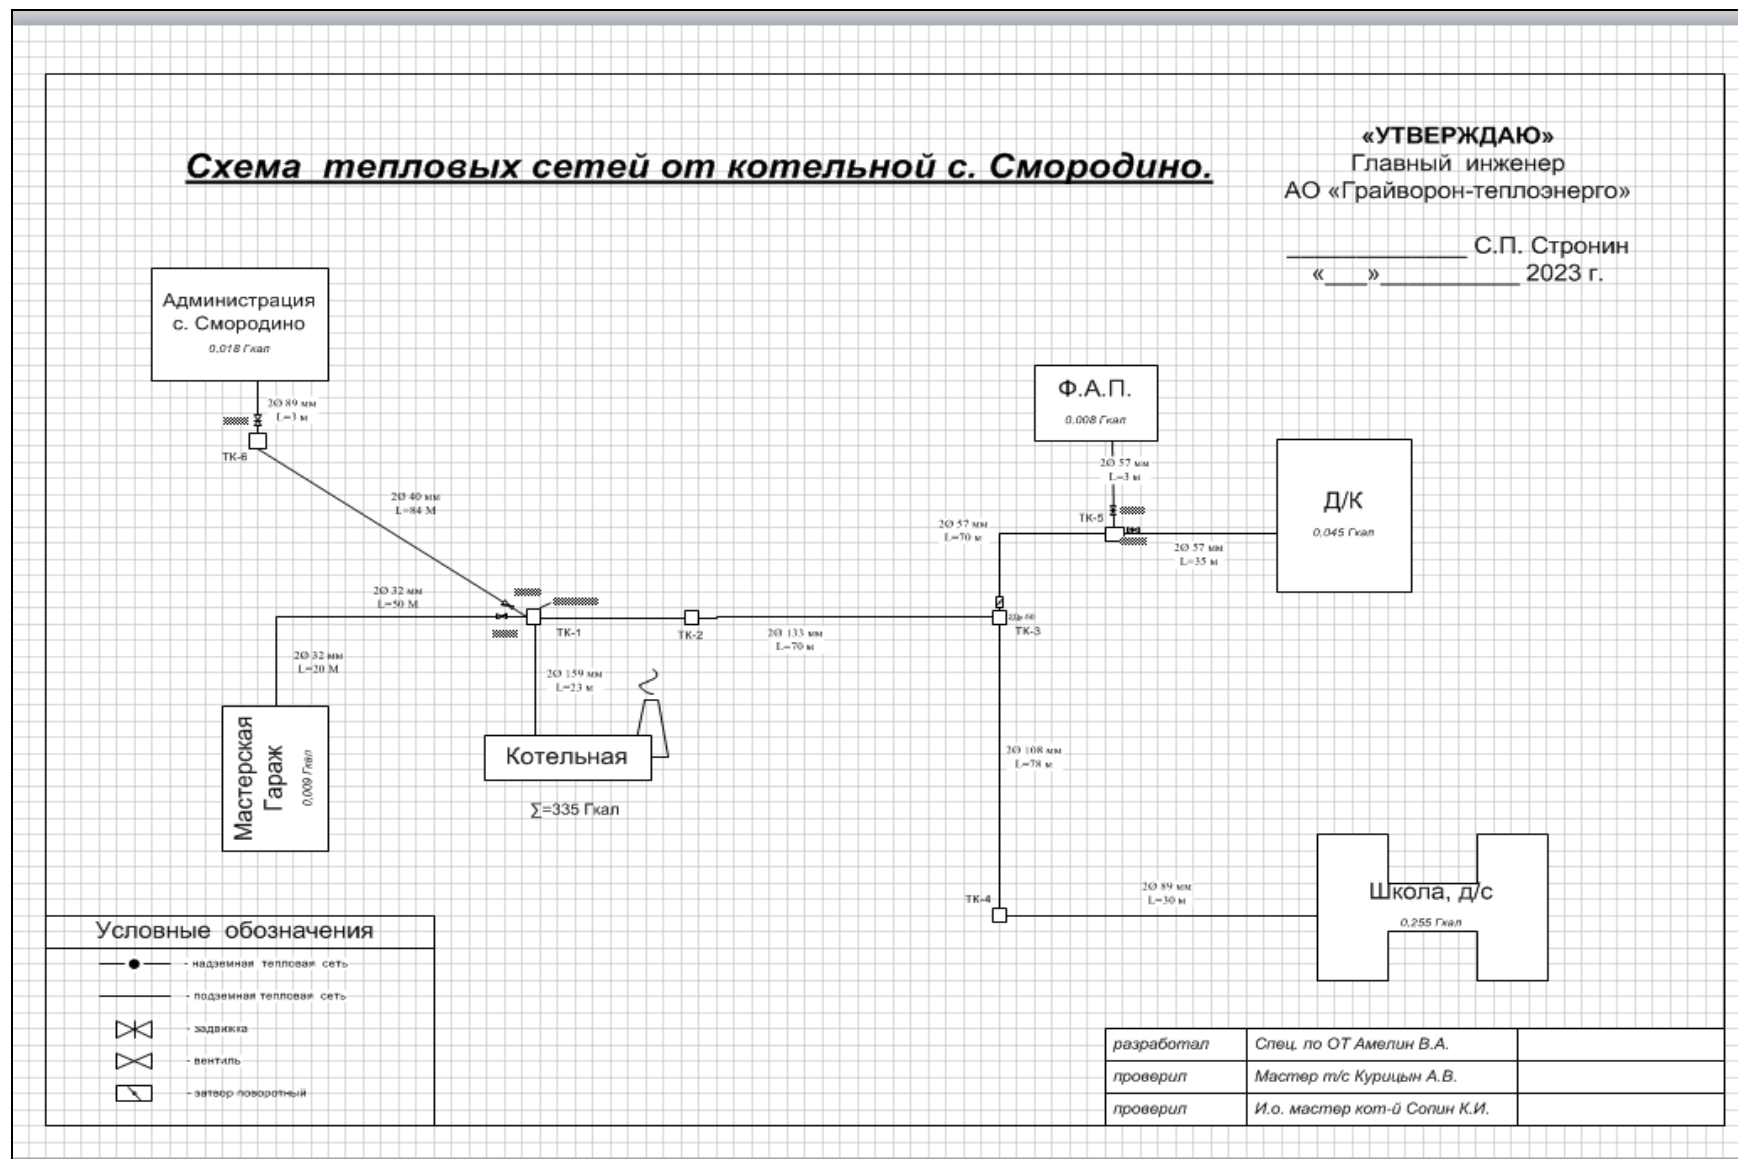 Схема тепловых сетей от котельной с. Смородино.
«УТВЕРЖДАЮ»
Главный инженер
АО «Грайворон-теплоэнерго»
_____________ С.П. Стронин
«___»__________ 2023 г.
Администрация
с. Смородино
0,018 Гкал
2Ø 89 мм
L=3 м
ТК-6
2Ø 40 мм
L=84 М
Ф.А.П.
0,008 Гкал
2Ø 57 мм
L=3 м
ТК-5
2Ø 57 мм
L=70 м
2Ø 57 мм
L=35 м
Д/К
0,045 Гкал
2Ø 32 мм
L=50 М
ТК-1
ТК-2
2Ø 133 мм
L=70 м
ТК-3
2Ø 32 мм
L=20 М
2Ø 159 мм
L=23 м
Мастерская
Гараж
0,009 Гкал
Котельная
∑=335 Гкал
2Ø 108 мм
L=78 м
ТК-4
2Ø 89 мм
L=30 м
Школа, д/с
0,255 Гкал
Условные обозначения
- надземная тепловая сеть
- подземная тепловая сеть
- задвижка
- вентиль
- затвор поворотный
разработал Спец. по ОТ Амелин В.А.
проверил Мастер т/с Курицын А.В.
проверил И.о. мастер кот-й Сопин К.И.